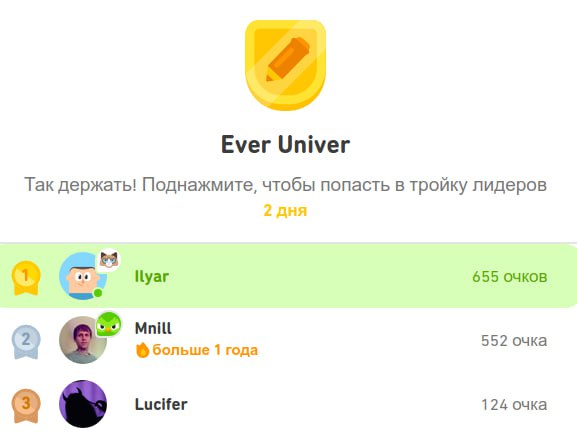 Ever Univer
Так держать! Поднажмите, чтобы попасть в тройку лидеров
2 дня
1 Ilyar 655 очков
2 Mnill 552 очка
больше 1 года
3 Lucifer 124 очка